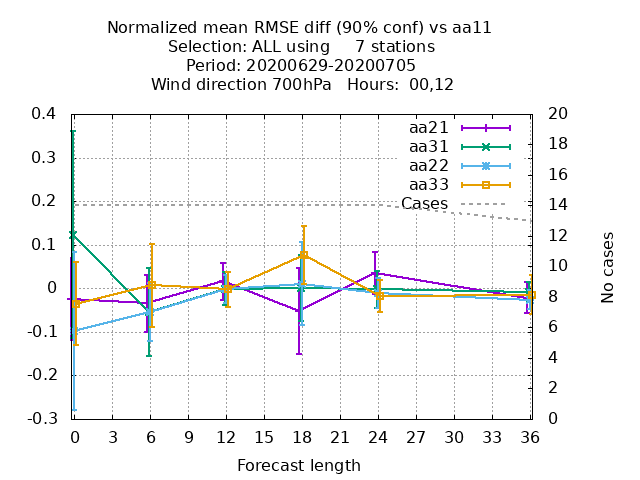 Normalized mean RMSE diff (90% conf) vs aa11
Selection: ALL using     7 stations
Period: 20200629-20200705
Wind direction 700hPa   Hours:  00,12
0.4
0.3
0.2
0.1
0
-0.1
-0.2
-0.3
20
18
16
14
12
10
8
6
4
2
0
aa21
aa31
aa22
aa33
Cases
No cases
0 3 6 9 12 15 18 21 24 27 30 33 36
Forecast length